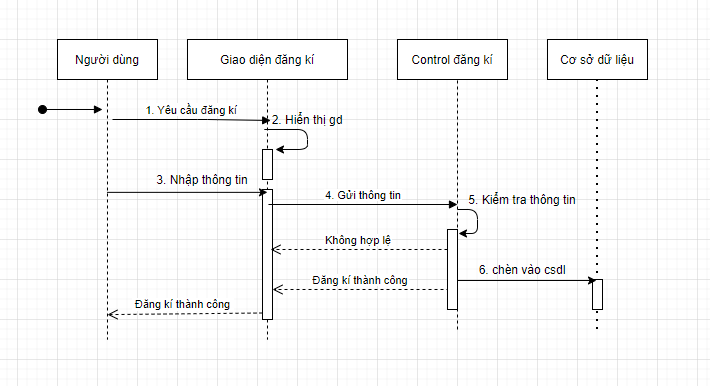 Người dùng
Giao diện đăng kí
Control đăng kí
Cơ sở dữ liệu
1. Yêu cầu đăng kí
2. Hiển thị gd
3. Nhập thông tin
4. Gửi thông tin
5. Kiểm tra thông tin
Không hợp lệ
6. chèn vào csdl
Đăng kí thành công
Đăng kí thành công